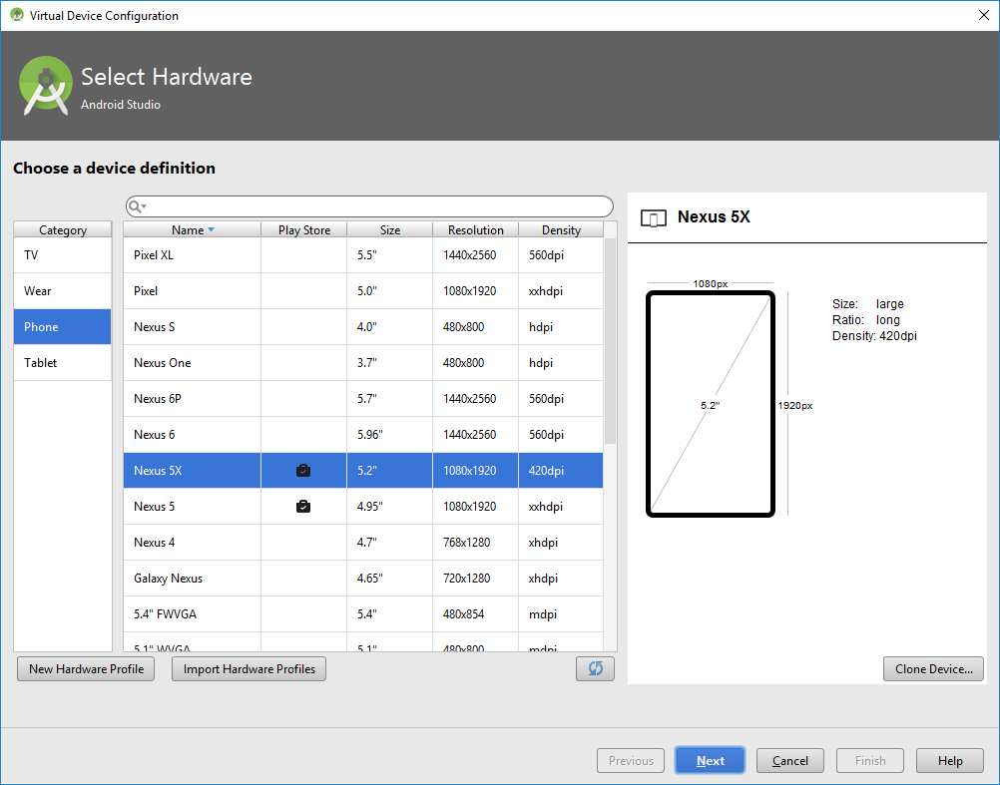 Virtual Device Configuration
Select Hardware
Android Studio
Choose a device definition
Category
TV
Wear
Phone
Tablet
Name Play Store Size Resolution Density
Pixel XL 5.5" 1440x2560 560dpi
Pixel 5.0" 1080x1920 xxhdpi
Nexus S 4.0" 480x800 hdpi
Nexus One 3.7" 480x800 hdpi
Nexus 6P 5.7" 1440x2560 560dpi
Nexus 6 5.96" 1440x2560 560dpi
Nexus 5X 5.2" 1080x1920 420dpi
Nexus 5 4.95" 1080x1920 xxhdpi
Nexus 4 4.7" 768x1280 xhdpi
Galaxy Nexus 4.65" 720x1280 xhdpi
5.4" FWVGA 5.4" 480x854 mdpi
5.1" WVGA 5.1" 480x800 mdpi
New Hardware Profile Import Hardware Profiles
Nexus 5X
1080px
5.2"
1920px
Size: large
Ratio: long
Density: 420dpi
Clone Device...
Previous Next Cancel Finish Help